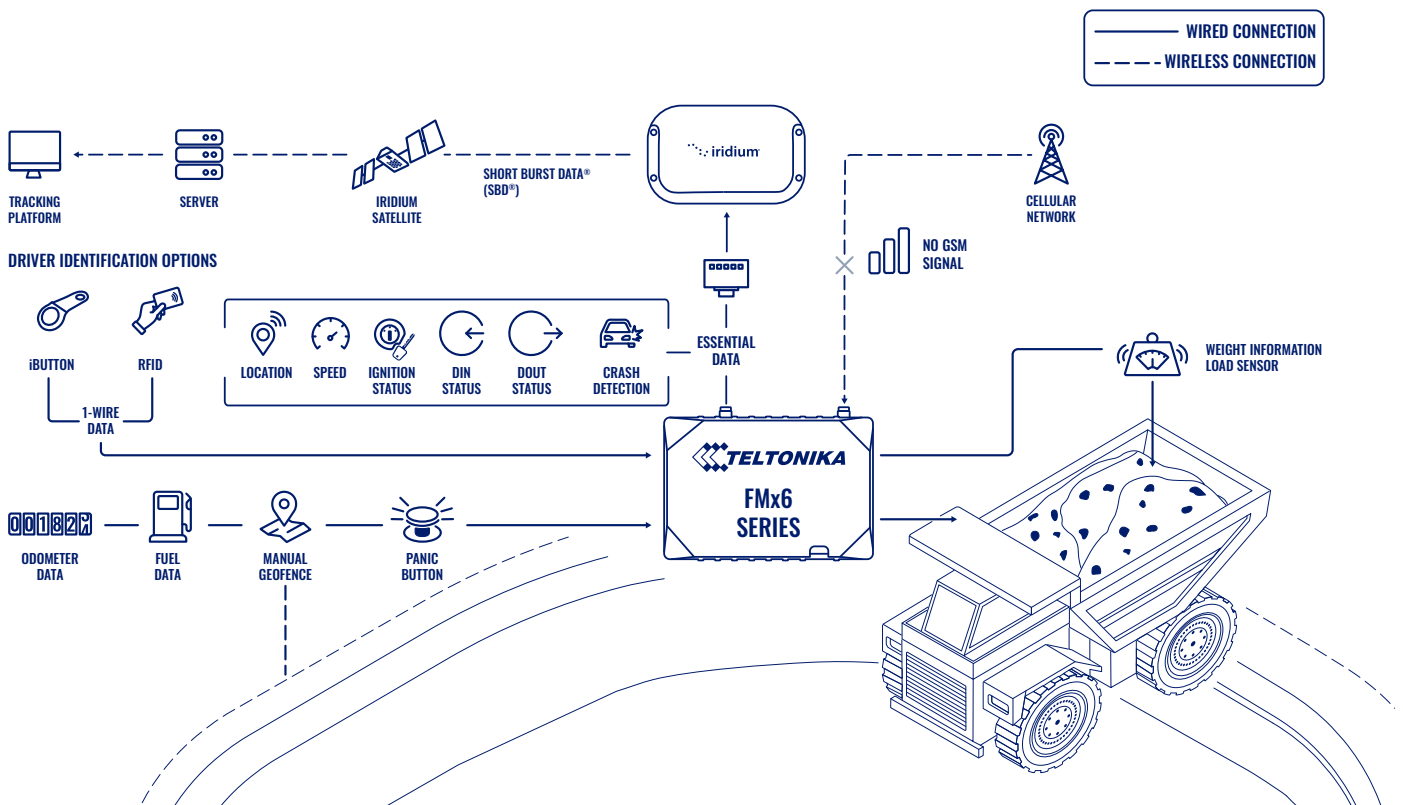 WIRED CONNECTION
WIRELESS CONNECTION
iridium
TRACKING
PLATFORM
SERVER
IRIDIUM
SATELLITE
SHORT BURST DATA®
(SBD®)
CELLULAR
NETWORK
NO GSM
SIGNAL
DRIVER IDENTIFICATION OPTIONS
iBUTTON
RFID
1-WIRE
DATA
LOCATION
SPEED
IGNITION
STATUS
DIN
STATUS
DOUT
STATUS
CRASH
DETECTION
ESSENTIAL
DATA
WEIGHT INFORMATION
LOAD SENSOR
TELTONIKA
FMx6
SERIES
00182
ODOMETER
DATA
FUEL
DATA
MANUAL
GEOFENCE
PANIC
BUTTON